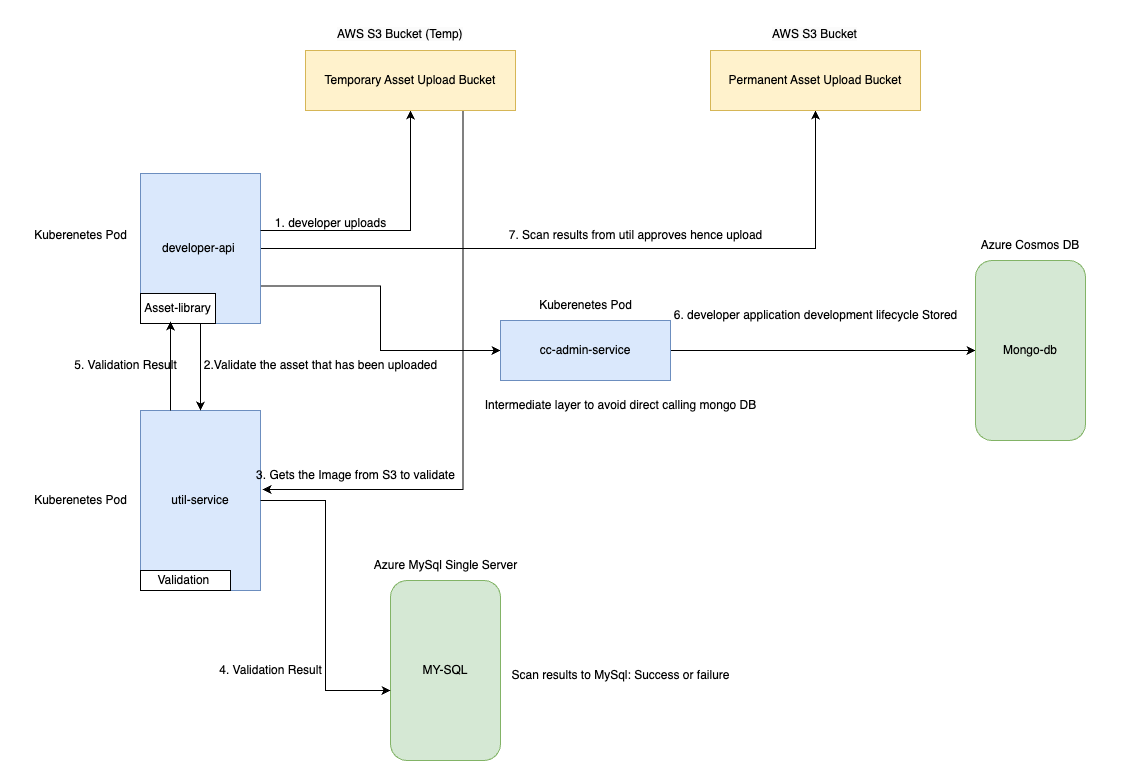 AWS S3 Bucket (Temp)
AWS S3 Bucket
Temporary Asset Upload Bucket
Permanent Asset Upload Bucket
1. developer uploads
Kuberenetes Pod
developer-api
7. Scan results from util approves hence upload
Azure Cosmos DB
Asset-library
Kuberenetes Pod
6. developer application development lifecycle Stored
cc-admin-service
Mongo-db
5. Validation Result
2.Validate the asset that has been uploaded
Intermediate layer to avoid direct calling mongo DB
3. Gets the Image from S3 to validate
Kuberenetes Pod
util-service
Azure MySql Single Server
Validation
4. Validation Result
MY-SQL
Scan results to MySql: Success or failure